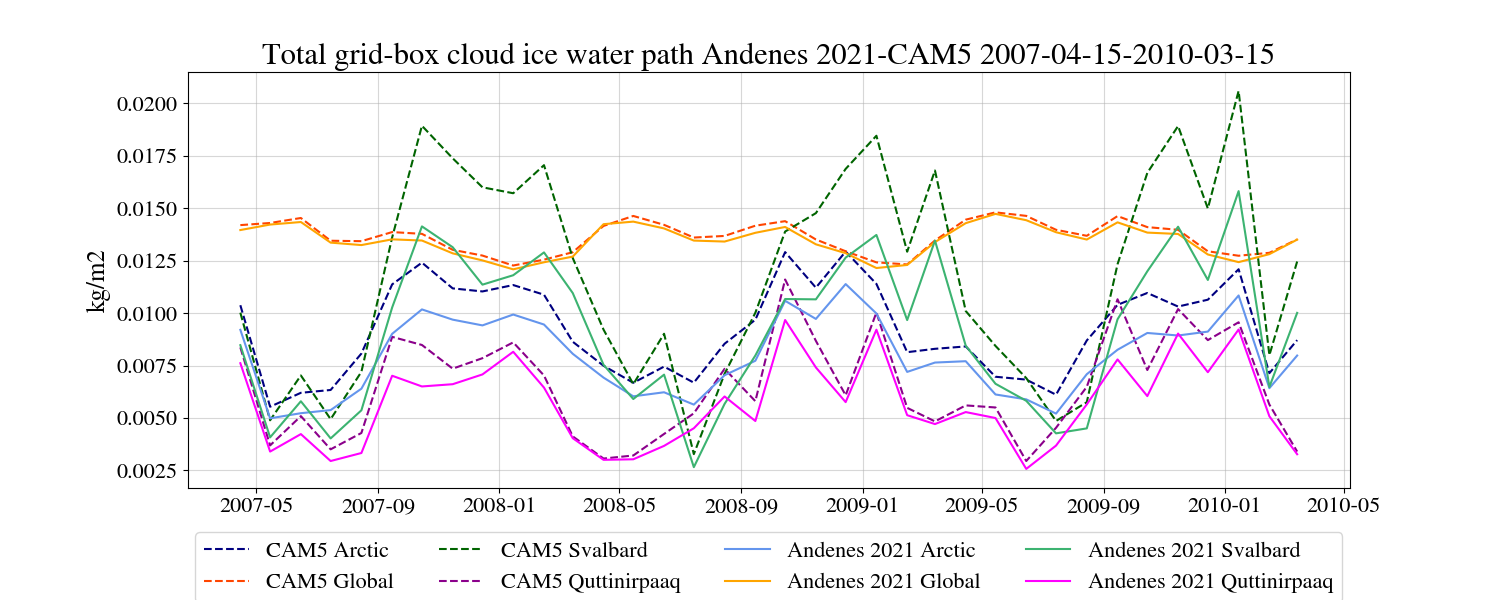 Total grid-box cloud ice water path Andenes 2021-CAM5 2007-04-15-2010-03-15
kg/m2
0.0200
0.0175
0.0150
0.0125
0.0100
0.0075
0.0050
0.0025
2007-05 2007-09 2008-01 2008-05 2008-09 2009-01 2009-05 2009-09 2010-01 2010-05
CAM5 Arctic CAM5 Svalbard Andenes 2021 Arctic Andenes 2021 Svalbard
CAM5 Global CAM5 Quttinirpaaq Andenes 2021 Global Andenes 2021 Quttinirpaaq